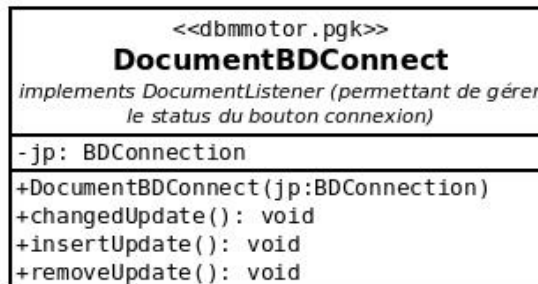 <<dbmmotor.pgk>>
DocumentBDConnect
implements DocumentListener (permettant de gérer
le status du bouton connexion)
-jp: BDConnection
+DocumentBDConnect(jp:BDConnection)
+changedUpdate(): void
+insertUpdate(): void
+removeUpdate(): void